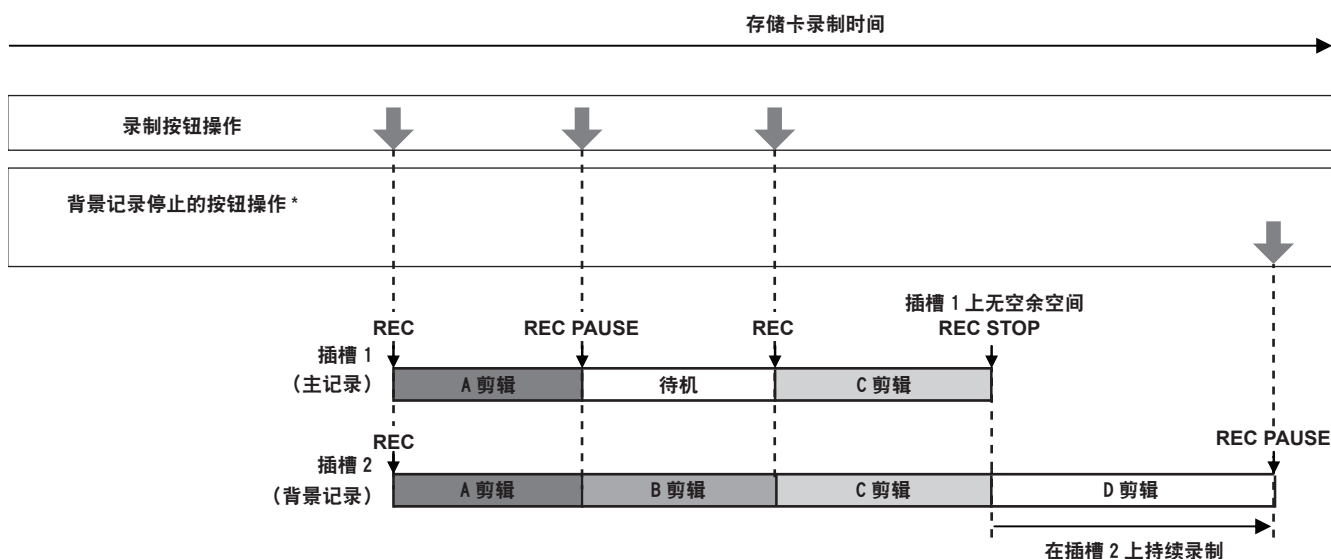 存储卡录制时间
录制按钮操作
背景记录停止的按钮操作 *
插槽 1 上无空余空间
REC
REC PAUSE
REC
REC STOP
插槽 1
（主记录）
A 剪辑
待机
C 剪辑
REC
REC PAUSE
插槽 2
（背景记录）
A 剪辑
B 剪辑
C 剪辑
D 剪辑
在插槽 2 上持续录制